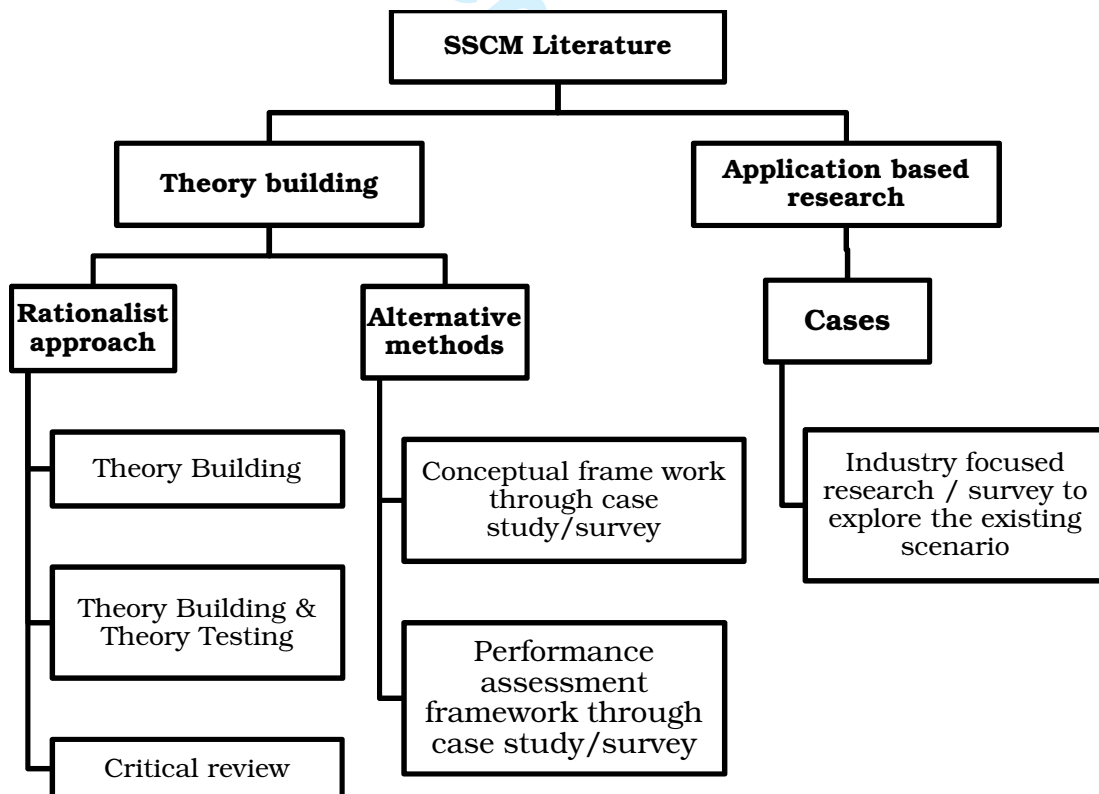 SSCM Literature
Theory building
Application based
research
Rationalist
approach
Alternative
methods
Cases
Theory Building
Conceptual frame work
through case
study/survey
Industry focused
research / survey to
explore the existing
scenario
Theory Building &
Theory Testing
Performance
assessment
framework through
case study/survey
Critical review